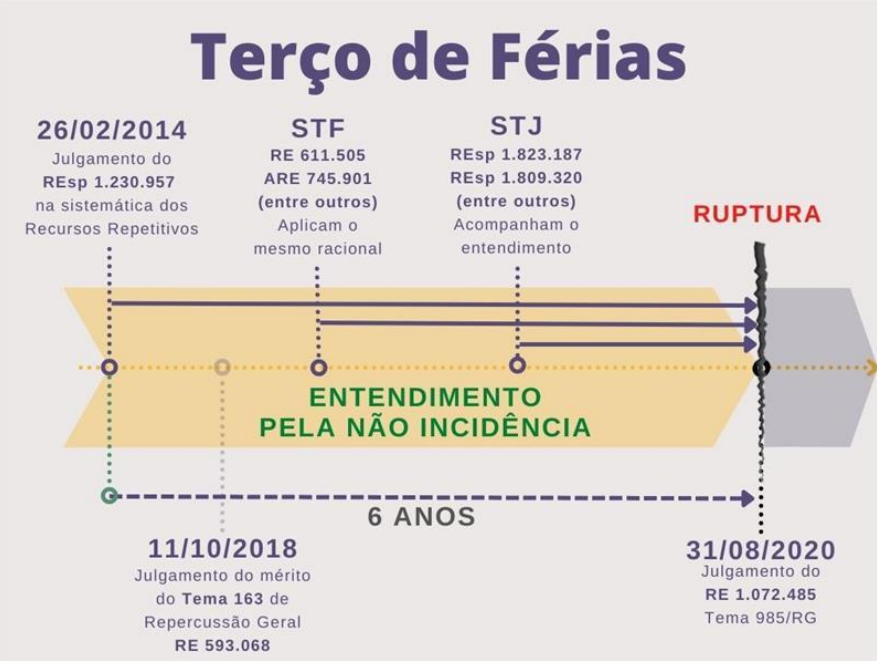 Terço de Férias
26/02/2014
Julgamento do
REsp 1.230.957
na sistemática dos
Recursos Repetitivos
STF
RE 611.505
ARE 745.901
(entre outros)
Aplicam o
mesmo racional
STJ
REsp 1.823.187
REsp 1.809.320
(entre outros)
Acompanham o
entendimento
RUPTURA
ENTENDIMENTO
PELA NÃO INCIDÊNCIA
6 ANOS
11/10/2018
Julgamento do mérito
do Tema 163 de
Repercussão Geral
RE 593.068
31/08/2020
Julgamento do
RE 1.072.485
Tema 985/RG